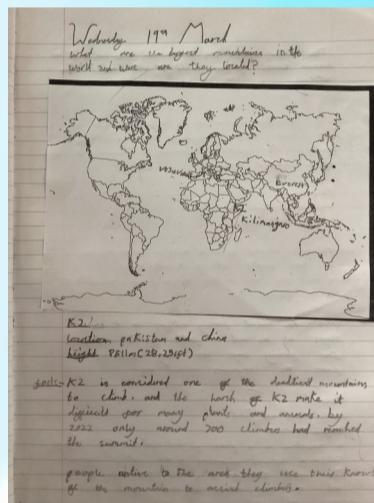 Wednesday 19th March
What are the biggest mountains in the
world and were are they located?
Everest
Kilimanjaro
K2
Location pakistan and china
height 8611m (28,251ft)
facts- K2 is considered one of the deadliest mountains
to climb. and the harsh of K2 make it
difficult for many plants and animals. by
2022 only around 700 climbers had reached
the summit.
people native to the area they use their know
of the mountain to assist climbers.